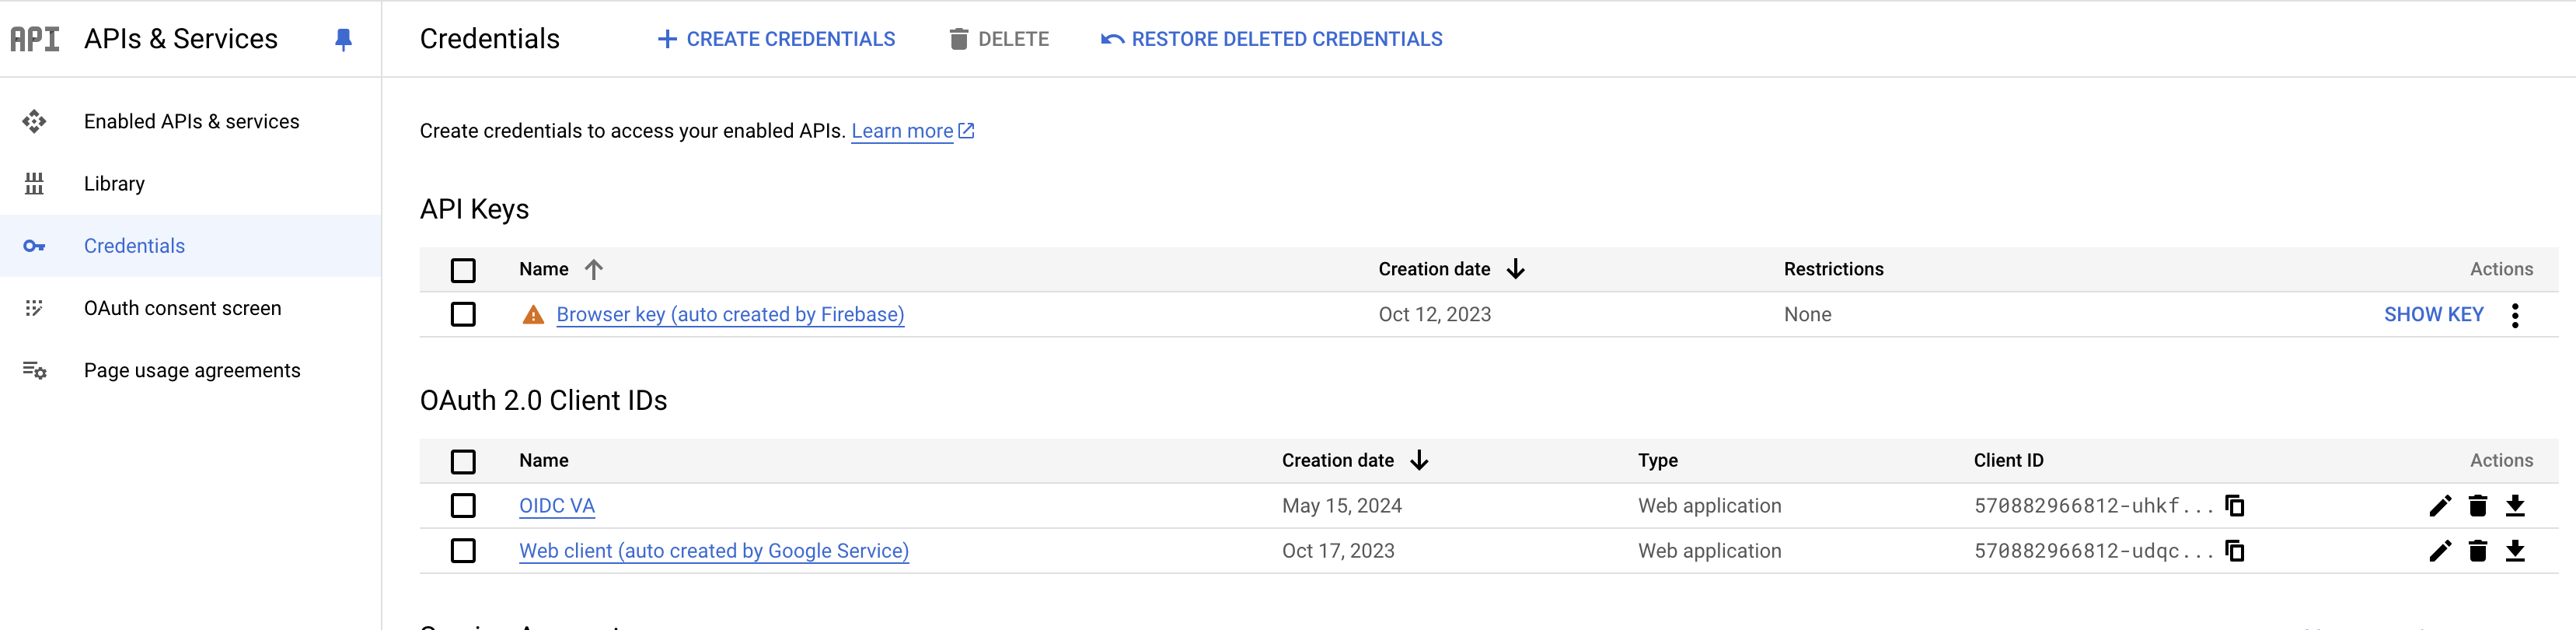 API APIs & Services
Credentials
CREATE CREDENTIALS
DELETE
RESTORE DELETED CREDENTIALS
Enabled APIs & services
Library
Credentials
OAuth consent screen
Page usage agreements
Create credentials to access your enabled APIs. Learn more
API Keys
Name Creation date Restrictions Actions
Browser key (auto created by Firebase) Oct 12, 2023 None SHOW KEY
OAuth 2.0 Client IDs
Name Creation date Type Client ID Actions
OIDC VA May 15, 2024 Web application 570882966812-uhkf...
Web client (auto created by Google Service) Oct 17, 2023 Web application 570882966812-udqc...